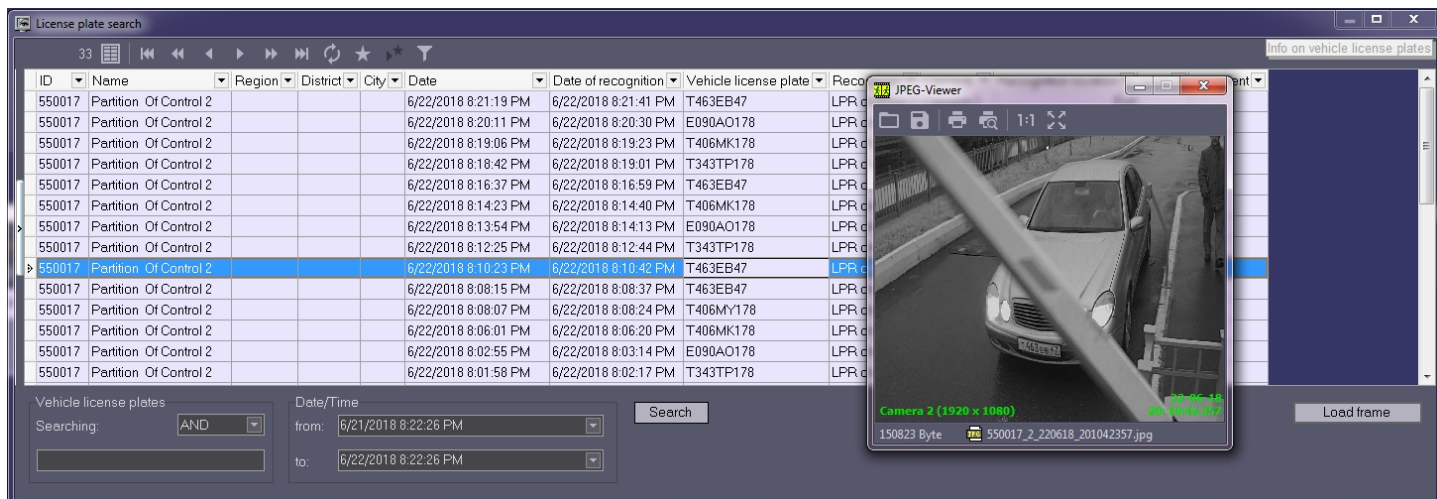 License plate search
33
Info on vehicle license plates
ID Name Region District City Date Date of recognition Vehicle license plate
550017 Partition Of Control 2 6/22/2018 8:21:19 PM 6/22/2018 8:21:41 PM T463EB47 LPR
550017 Partition Of Control 2 6/22/2018 8:20:11 PM 6/22/2018 8:20:30 PM E090AO178 LPR
550017 Partition Of Control 2 6/22/2018 8:19:06 PM 6/22/2018 8:19:23 PM T406MK178 LPR
550017 Partition Of Control 2 6/22/2018 8:18:42 PM 6/22/2018 8:19:01 PM T343TP178 LPR
550017 Partition Of Control 2 6/22/2018 8:16:37 PM 6/22/2018 8:16:59 PM T463EB47 LPR
550017 Partition Of Control 2 6/22/2018 8:14:23 PM 6/22/2018 8:14:40 PM T406MK178 LPR
550017 Partition Of Control 2 6/22/2018 8:13:54 PM 6/22/2018 8:14:13 PM E090AO178 LPR
550017 Partition Of Control 2 6/22/2018 8:12:25 PM 6/22/2018 8:12:44 PM T343TP178 LPR
550017 Partition Of Control 2 6/22/2018 8:10:23 PM 6/22/2018 8:10:42 PM T463EB47 LPR
550017 Partition Of Control 2 6/22/2018 8:08:15 PM 6/22/2018 8:08:37 PM T463EB47 LPR
550017 Partition Of Control 2 6/22/2018 8:08:07 PM 6/22/2018 8:08:24 PM T406MY178 LPR
550017 Partition Of Control 2 6/22/2018 8:06:01 PM 6/22/2018 8:06:20 PM T406MK178 LPR
550017 Partition Of Control 2 6/22/2018 8:02:55 PM 6/22/2018 8:03:14 PM E090AO178 LPR
550017 Partition Of Control 2 6/22/2018 8:01:58 PM 6/22/2018 8:02:17 PM T343TP178 LPR
JPEG-Viewer
1:1
22-06-18
Camera 2 (1920 x 1080)
150823 Byte 550017_2_220618_201042357.jpg
Vehicle license plates
Searching: AND
Date/Time
from: 6/21/2018 8:22:26 PM
to: 6/22/2018 8:22:26 PM
Search
Load frame